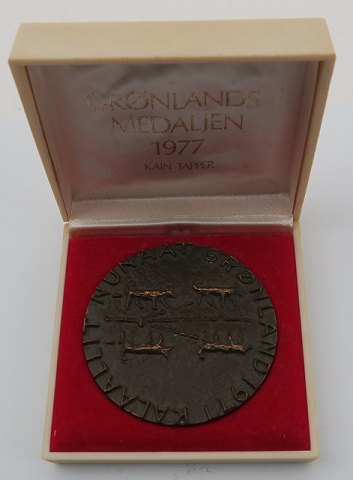 GRØNLANDS
MEDALJEN
1977
KAIN TAPPER
KALAALLIT NUNAAT GRØNLAND 1977